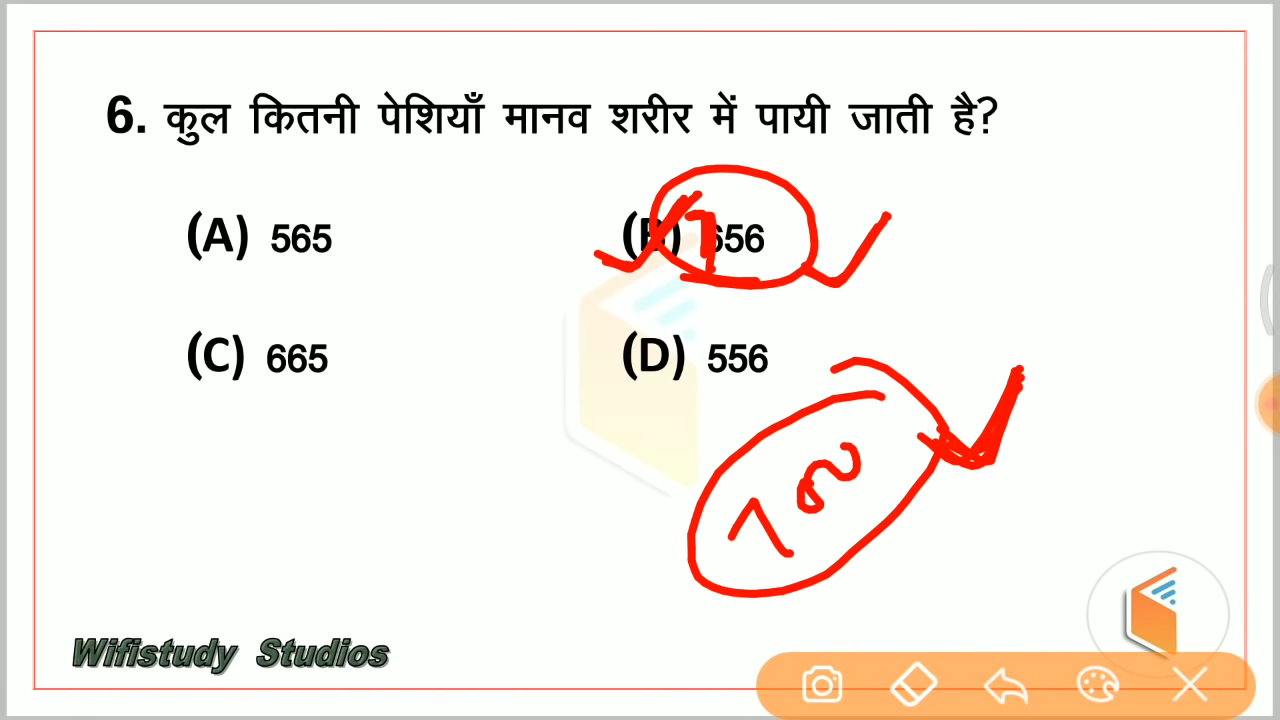 6. कुल कितनी पेशियाँ मानव शरीर में पायी जाती है?
(A) 565
(B) 656
(C) 665
(D) 556
Wifistudy Studios